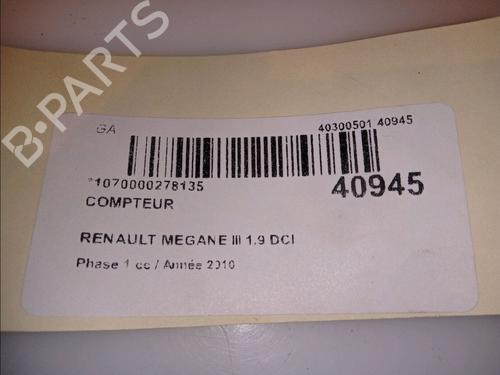 B-PARTS
GA 40300501 40945
*1070000278135 40945
COMPTEUR
RENAULT MEGANE III 1.9 DCI
Phase 1 cc / Année 2010